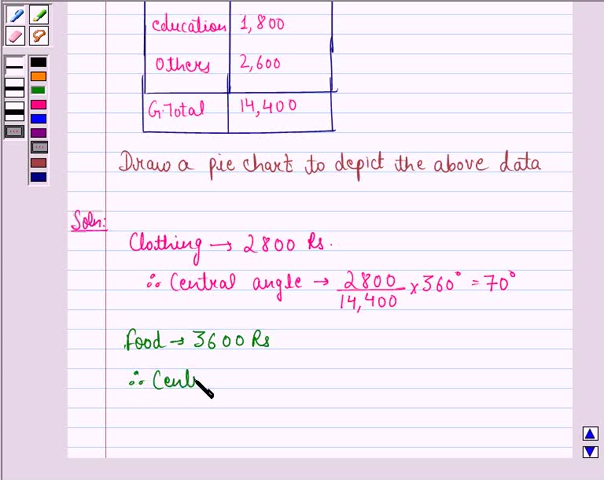 education 1,800
Others 2,600
G.Total 14,400
Draw a pie chart to depict the above data
Soln:
Clothing → 2800 Rs.
∴ Central angle → 2800/14,400 × 360° = 70°
Food → 3600 Rs
∴ Cent